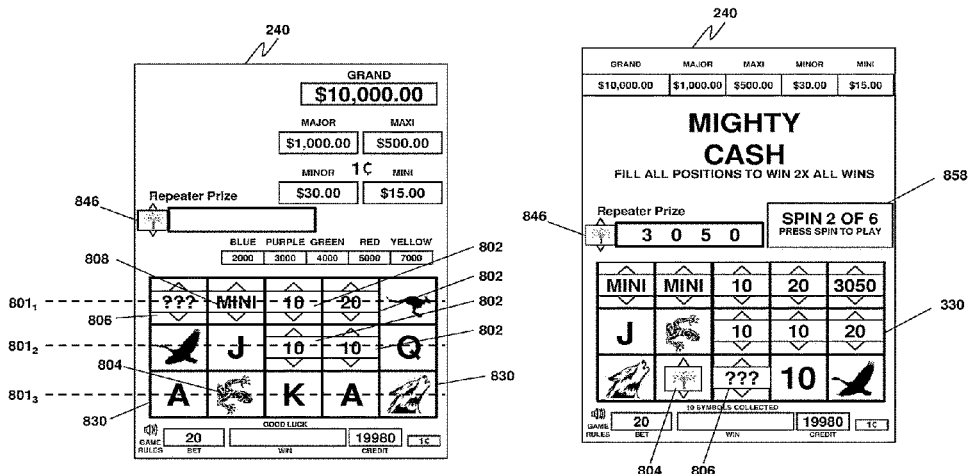 240
GRAND
$10,000.00
MAJOR MAXI
$1,000.00 $500.00
MINOR 1¢ MINI
$30.00 $15.00
Repeater Prize
846
BLUE PURPLE GREEN RED YELLOW
2000 3000 4000 5000 7000
808
802
802
802
802
801₁
??? MINI 10 20
806
801₂
J 10 10 Q
804
801₃
A K A
830
830
GOOD LUCK
GAME RULES
20 19980 1¢
BET WIN CREDIT
240
GRAND MAJOR MAXI MINOR MINI
$10,000.00 $1,000.00 $500.00 $30.00 $15.00
MIGHTY
CASH
FILL ALL POSITIONS TO WIN 2X ALL WINS
858
846
Repeater Prize
3 0 5 0
SPIN 2 OF 6
PRESS SPIN TO PLAY
MINI MINI 10 20 3050
330
J 10 10 20
??? 10
10 SYMBOLS COLLECTED
GAME RULES
20 19980 1¢
BET WIN CREDIT
804 806